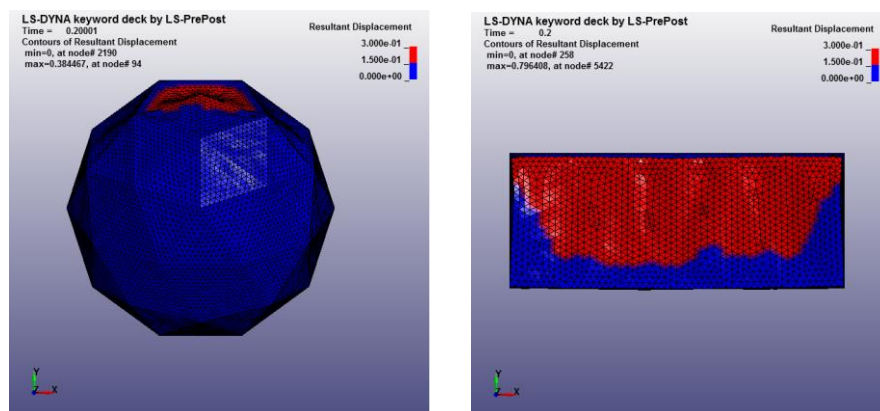 LS-DYNA keyword deck by LS-PrePost
Time = 0.20001
Contours of Resultant Displacement
min=0, at node# 2190
max=0.384467, at node# 94
Resultant Displacement
3.000e-01
1.500e-01
0.000e+00
Y
Z X
LS-DYNA keyword deck by LS-PrePost
Time = 0.2
Contours of Resultant Displacement
min=0, at node# 258
max=0.796408, at node# 5422
Resultant Displacement
3.000e-01
1.500e-01
0.000e+00
Y
Z X